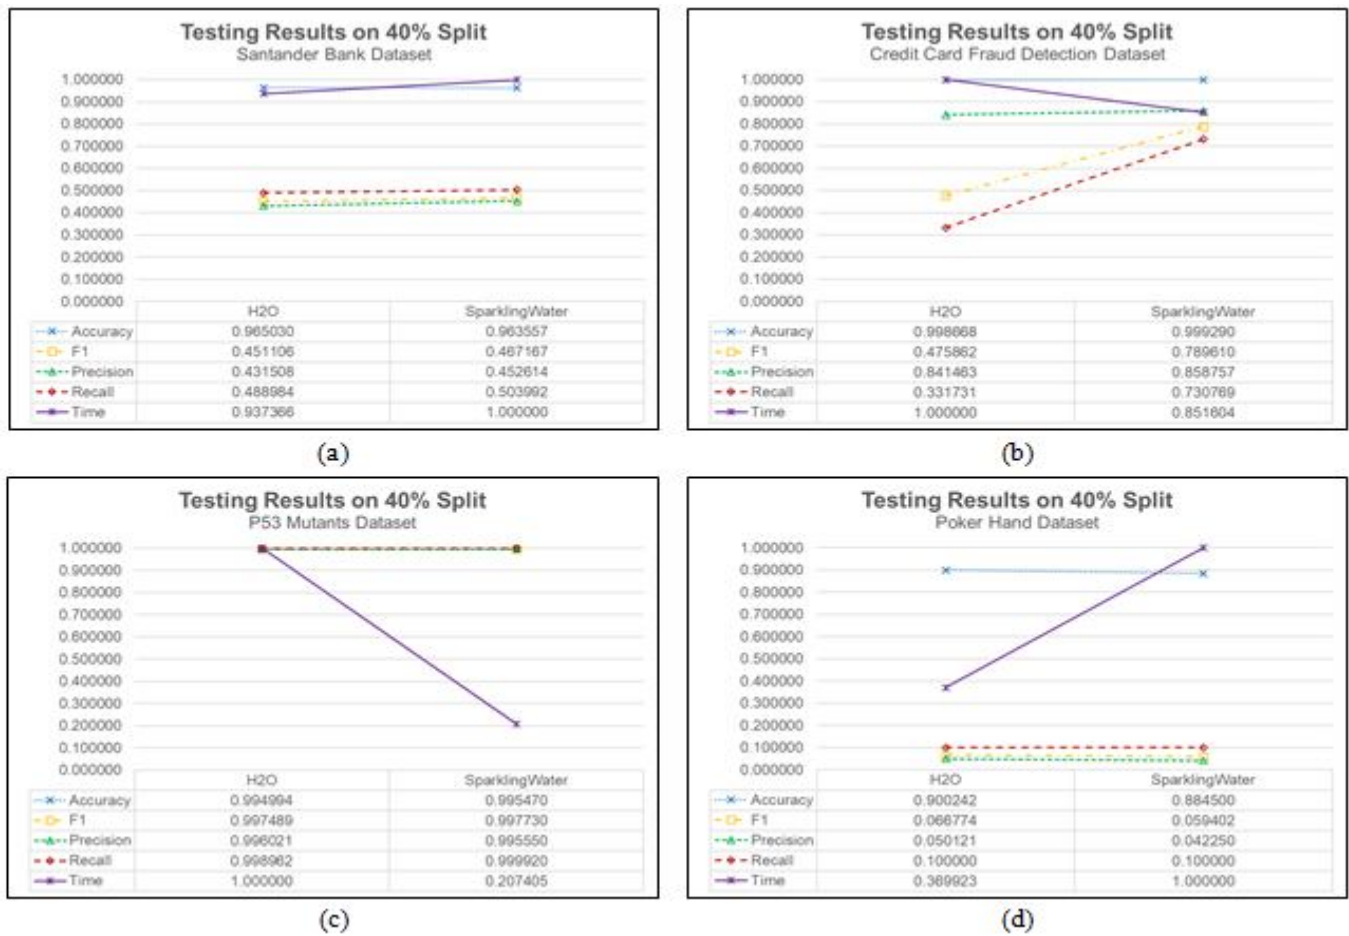 Testing Results on 40% Split
Santander Bank Dataset
1.000000
0.900000
0.800000
0.700000
0.600000
0.500000
0.400000
0.300000
0.200000
0.100000
0.000000
H2O SparklingWater
Accuracy 0.965030 0.963557
F1 0.451106 0.467167
Precision 0.431508 0.452614
Recall 0.488984 0.503992
Time 0.937366 1.000000
(a)
Testing Results on 40% Split
Credit Card Fraud Detection Dataset
1.000000
0.900000
0.800000
0.700000
0.600000
0.500000
0.400000
0.300000
0.200000
0.100000
0.000000
H2O SparklingWater
Accuracy 0.998668 0.999290
F1 0.475862 0.789610
Precision 0.841463 0.858757
Recall 0.331731 0.730769
Time 1.000000 0.851604
(b)
Testing Results on 40% Split
P53 Mutants Dataset
1.000000
0.900000
0.800000
0.700000
0.600000
0.500000
0.400000
0.300000
0.200000
0.100000
0.000000
H2O SparklingWater
Accuracy 0.994994 0.995470
F1 0.997489 0.997730
Precision 0.996021 0.995550
Recall 0.998962 0.999920
Time 1.000000 0.207405
(c)
Testing Results on 40% Split
Poker Hand Dataset
1.000000
0.900000
0.800000
0.700000
0.600000
0.500000
0.400000
0.300000
0.200000
0.100000
0.000000
H2O SparklingWater
Accuracy 0.900242 0.884500
F1 0.066774 0.059402
Precision 0.050121 0.042250
Recall 0.100000 0.100000
Time 0.369923 1.000000
(d)